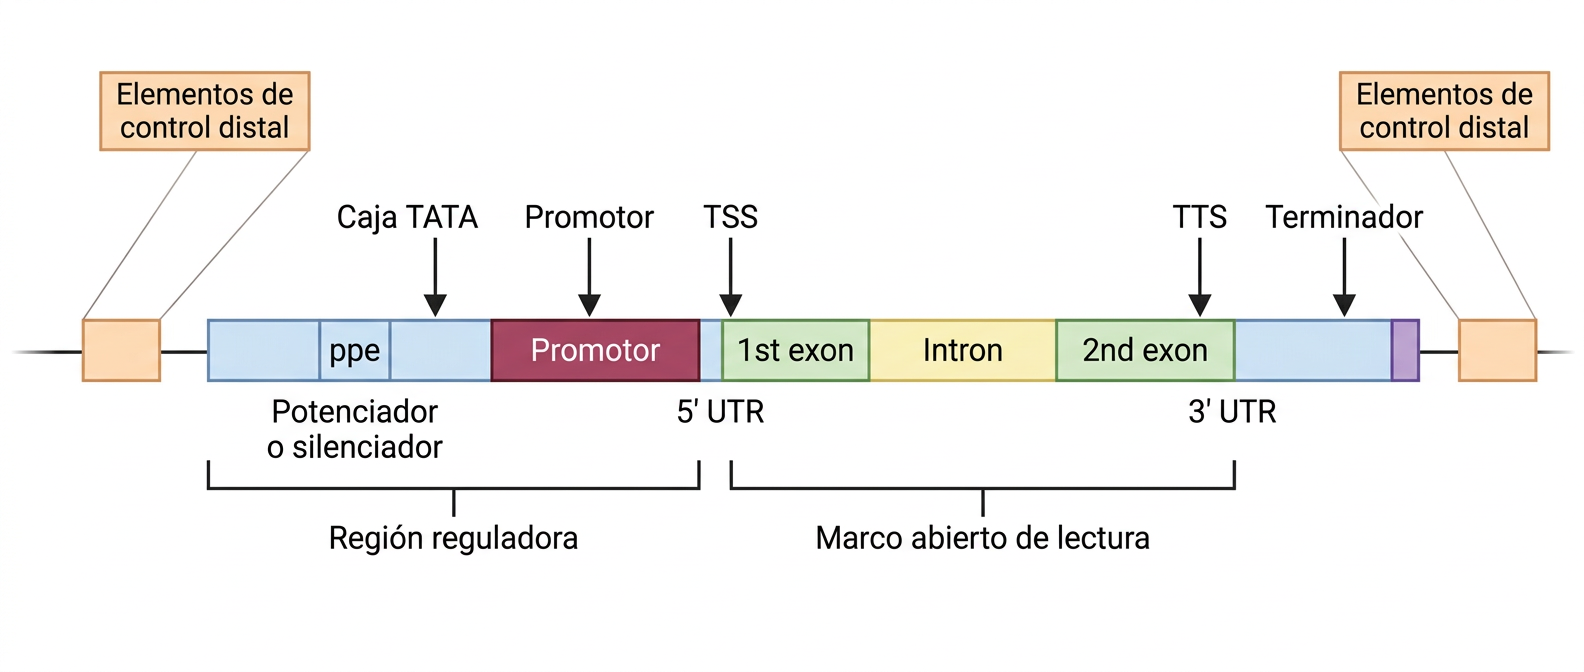 Elementos de
control distal
Elementos de
control distal
Caja TATA
Promotor
TSS
TTS
Terminador
ppe
Promotor
1st exon
Intron
2nd exon
Potenciador
o silenciador
5' UTR
3' UTR
Región reguladora
Marco abierto de lectura